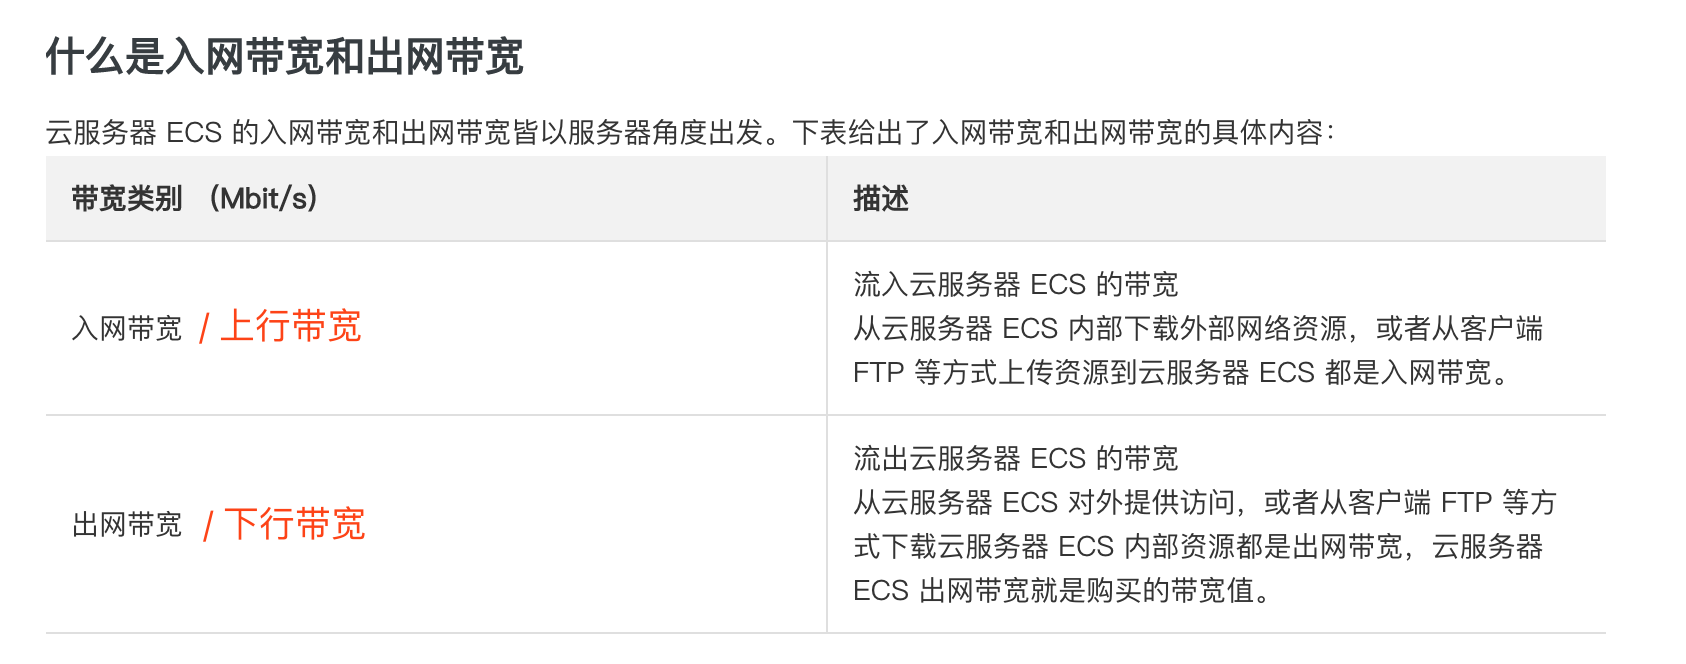 什么是入网带宽和出网带宽
云服务器 ECS 的入网带宽和出网带宽皆以服务器角度出发。下表给出了入网带宽和出网带宽的具体内容：
带宽类别 （Mbit/s）
描述
入网带宽 / 上行带宽
流入云服务器 ECS 的带宽
从云服务器 ECS 内部下载外部网络资源，或者从客户端
FTP 等方式上传资源到云服务器 ECS 都是入网带宽。
出网带宽 / 下行带宽
流出云服务器 ECS 的带宽
从云服务器 ECS 对外提供访问，或者从客户端 FTP 等方
式下载云服务器 ECS 内部资源都是出网带宽，云服务器
ECS 出网带宽就是购买的带宽值。